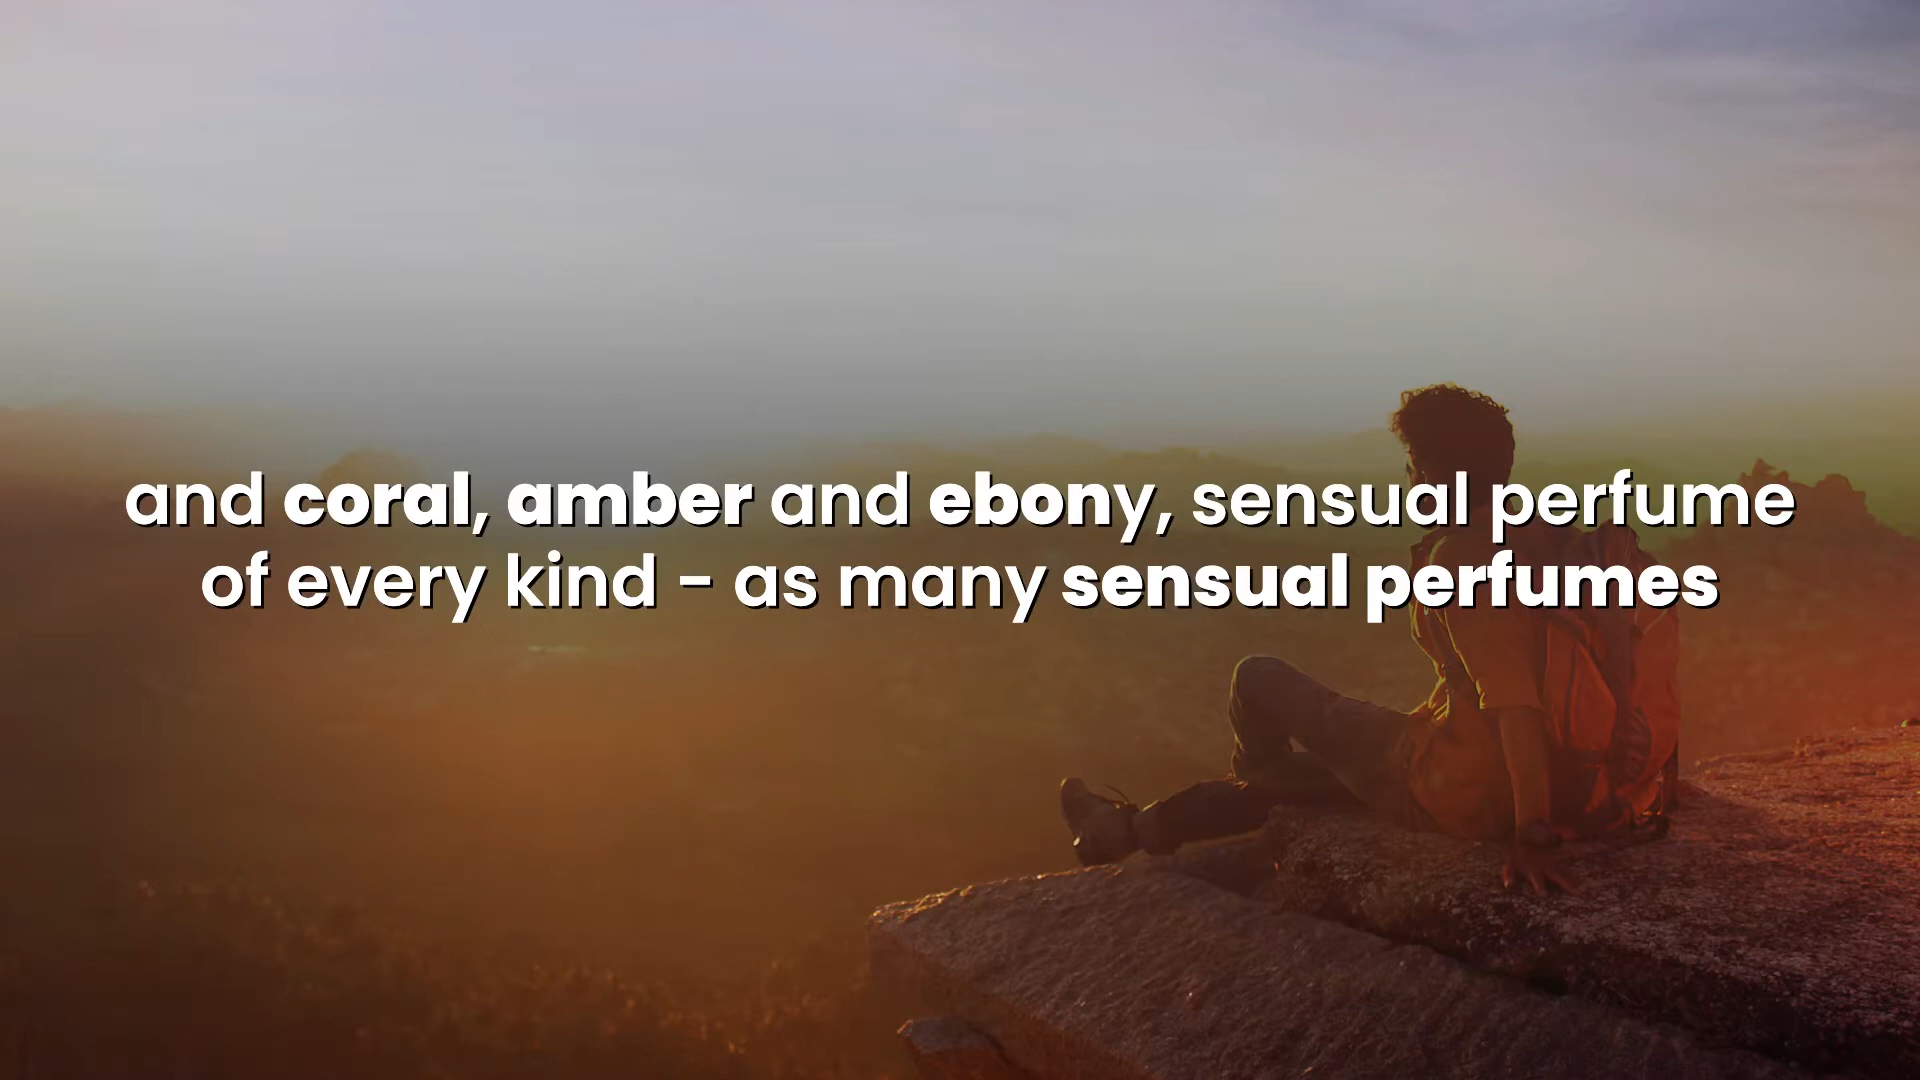 and coral, amber and ebony, sensual perfume
of every kind - as many sensual perfumes